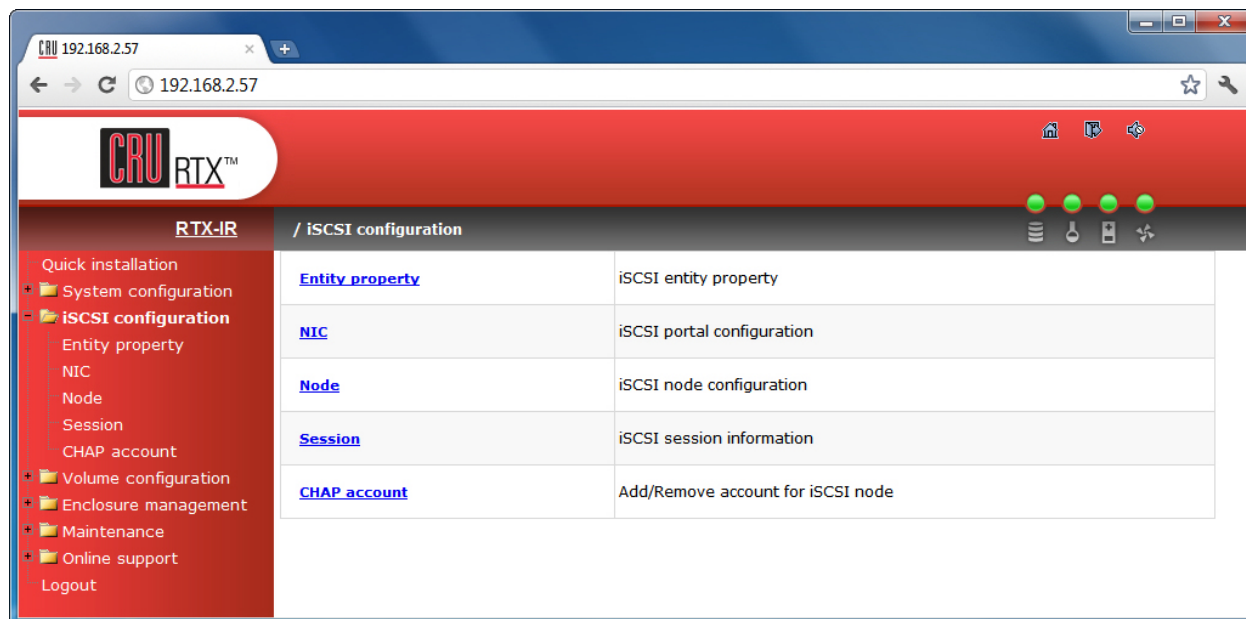 CRU 192.168.2.57
192.168.2.57
CRU RTX™
RTX-IR
/ iSCSI configuration
Quick installation
System configuration
iSCSI configuration
Entity property
NIC
Node
Session
CHAP account
Volume configuration
Enclosure management
Maintenance
Online support
Logout
Entity property iSCSI entity property
NIC iSCSI portal configuration
Node iSCSI node configuration
Session iSCSI session information
CHAP account Add/Remove account for iSCSI node